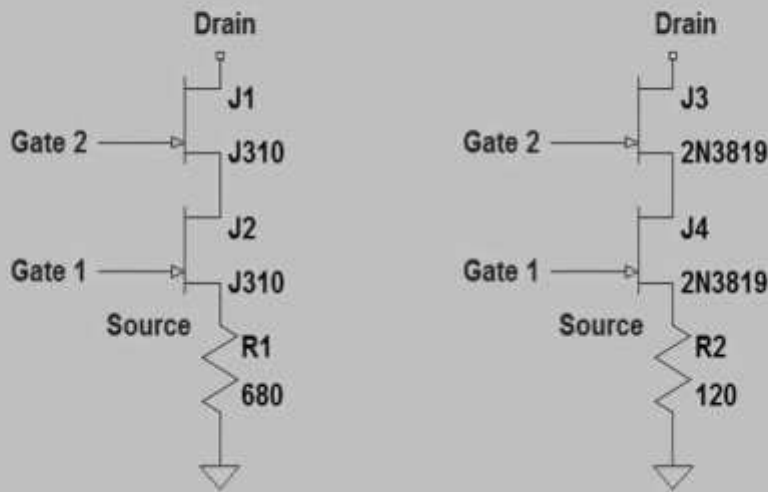 Drain
J1
Gate 2
J310
J2
Gate 1
J310
Source
R1
680
Drain
J3
Gate 2
2N3819
J4
Gate 1
2N3819
Source
R2
120